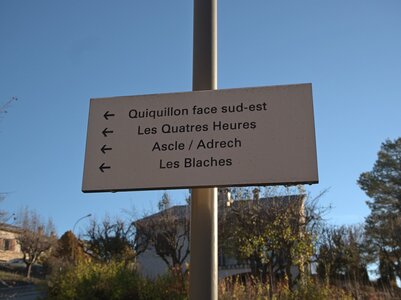 ← Quiquillon face sud-est
← Les Quatres Heures
← Ascle / Adrech
← Les Blaches